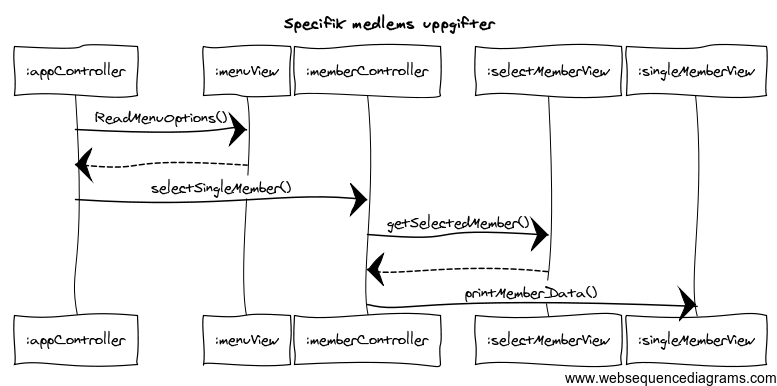 Specifik medlems uppgifter
:appController
:menuView
:memberController
:selectMemberView
:singleMemberView
ReadMenuOptions()
selectSingleMember()
getSelectedMember()
printMemberData()
:appController
:menuView
:memberController
:selectMemberView
:singleMemberView
www.websequencediagrams.com